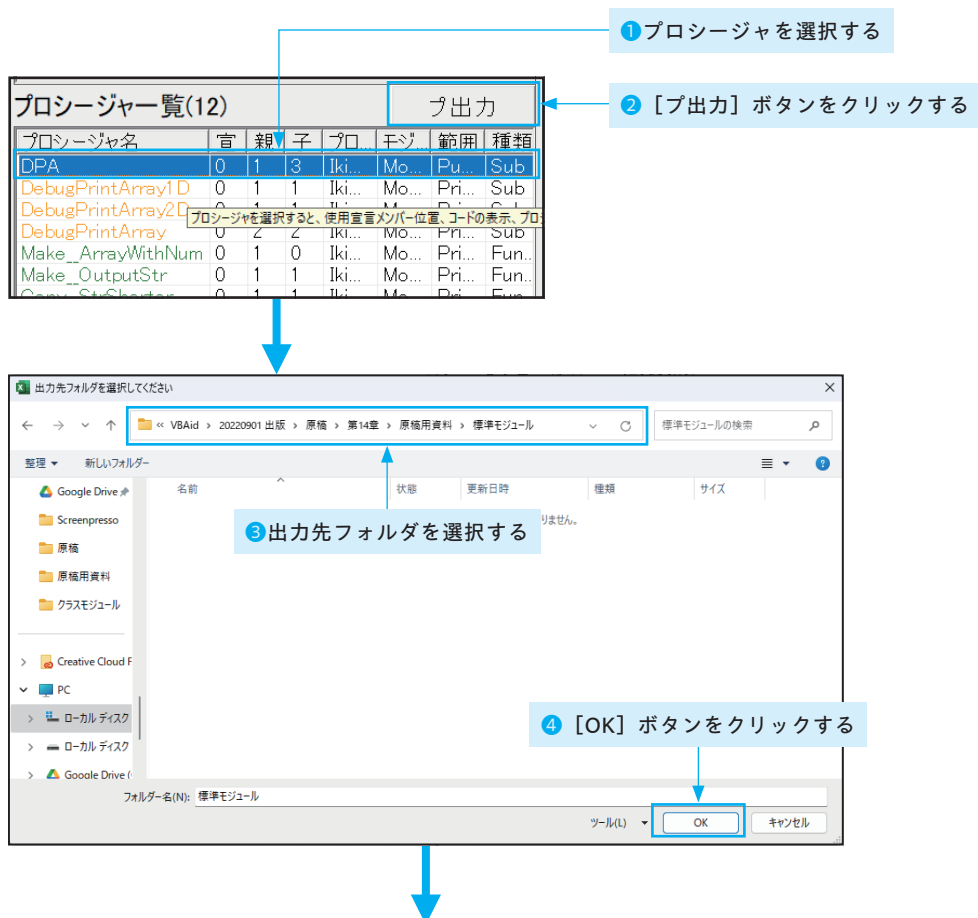 ❶プロシージャを選択する
プロシージャ一覧(12)
プ出力
❷［プ出力］ボタンをクリックする
プロシージャ名 宣 親 子 プロ... モジ... 範囲 種類
DPA 0 1 3 Iki... Mo... Pu... Sub
DebugPrintArray1D 0 1 1 Iki... Mo... Pri... Sub
DebugPrintArray2D
プロシージャを選択すると、使用宣言メンバー位置、コードの表示、プロ
DebugPrintArray 0 2 2 Iki... Mo... Pri... Sub
Make__ArrayWithNum 0 1 0 Iki... Mo... Pri... Fun...
Make__OutputStr 0 1 1 Iki... Mo... Pri... Fun...
出力先フォルダを選択してください
« VBAid › 20220901 出版 › 原稿 › 第14章 › 原稿用資料 › 標準モジュール
標準モジュールの検索
整理 新しいフォルダー
名前 状態 更新日時 種類 サイズ
りません。
❸出力先フォルダを選択する
Google Drive
Screenpresso
原稿
原稿用資料
クラスモジュール
Creative Cloud F
PC
ローカル ディスク
ローカル ディスク
Google Drive (
❹［OK］ボタンをクリックする
フォルダー名(N): 標準モジュール
ツール(L) OK キャンセル